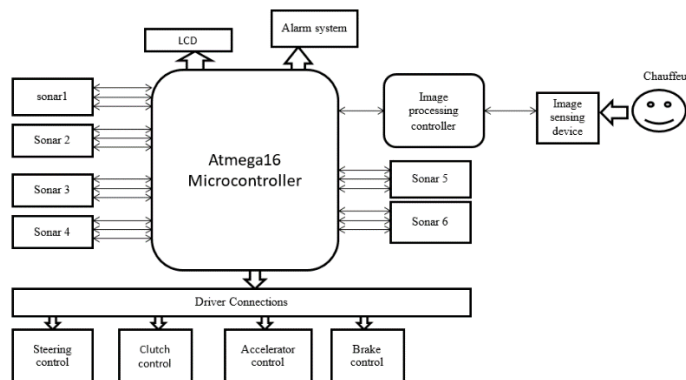 LCD
Alarm system
Chauffeu
sonar1
Sonar 2
Sonar 3
Sonar 4
Atmega16
Microcontroller
Image
processing
controller
Image
sensing
device
Sonar 5
Sonar 6
Driver Connections
Steering
control
Clutch
control
Accelerator
control
Brake
control